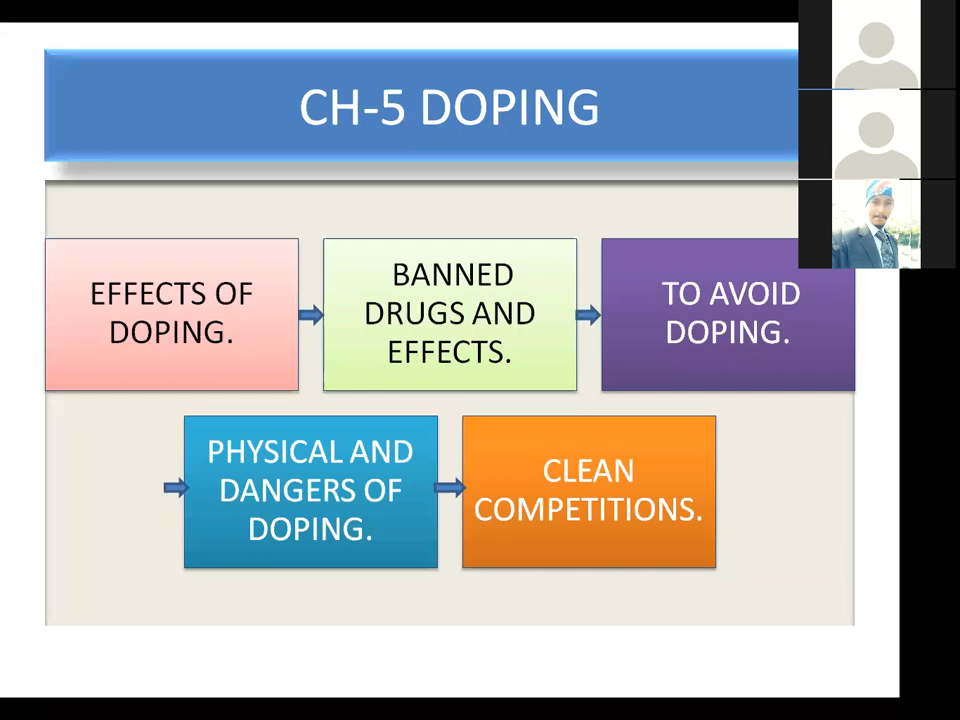 CH-5 DOPING
EFFECTS OF
DOPING.
BANNED
DRUGS AND
EFFECTS.
TO AVOID
DOPING.
PHYSICAL AND
DANGERS OF
DOPING.
CLEAN
COMPETITIONS.